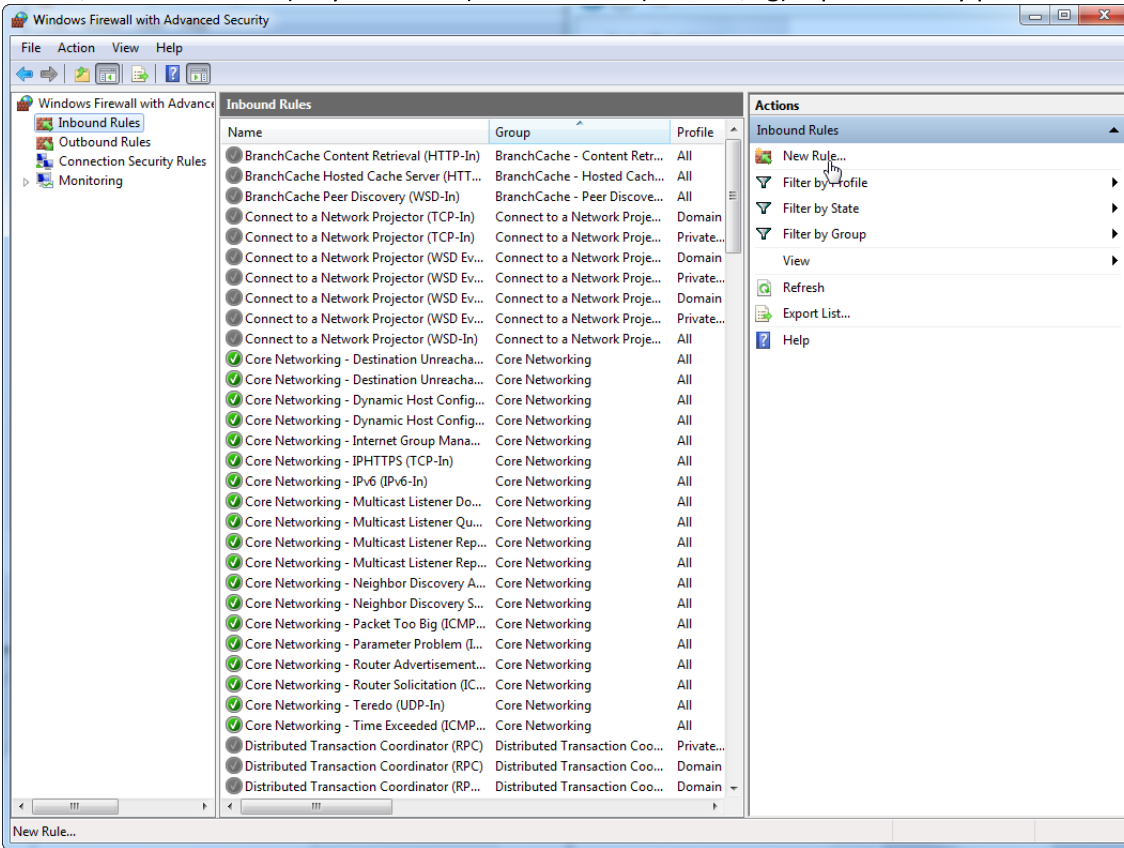 Windows Firewall with Advanced Security
File Action View Help
Windows Firewall with Advance
Inbound Rules
Outbound Rules
Connection Security Rules
Monitoring
Inbound Rules
Name Group Profile
BranchCache Content Retrieval (HTTP-In) BranchCache - Content Retr... All
BranchCache Hosted Cache Server (HTT... BranchCache - Hosted Cach... All
BranchCache Peer Discovery (WSD-In) BranchCache - Peer Discove... All
Connect to a Network Projector (TCP-In) Connect to a Network Proje... Domain
Connect to a Network Projector (TCP-In) Connect to a Network Proje... Private...
Connect to a Network Projector (WSD Ev... Connect to a Network Proje... Domain
Connect to a Network Projector (WSD Ev... Connect to a Network Proje... Private...
Connect to a Network Projector (WSD Ev... Connect to a Network Proje... Domain
Connect to a Network Projector (WSD Ev... Connect to a Network Proje... Private...
Connect to a Network Projector (WSD-In) Connect to a Network Proje... All
Core Networking - Destination Unreacha... Core Networking All
Core Networking - Destination Unreacha... Core Networking All
Core Networking - Dynamic Host Config... Core Networking All
Core Networking - Dynamic Host Config... Core Networking All
Core Networking - Internet Group Mana... Core Networking All
Core Networking - IPHTTPS (TCP-In) Core Networking All
Core Networking - IPv6 (IPv6-In) Core Networking All
Core Networking - Multicast Listener Do... Core Networking All
Core Networking - Multicast Listener Qu... Core Networking All
Core Networking - Multicast Listener Rep... Core Networking All
Core Networking - Multicast Listener Rep... Core Networking All
Core Networking - Neighbor Discovery A... Core Networking All
Core Networking - Neighbor Discovery S... Core Networking All
Core Networking - Packet Too Big (ICMP... Core Networking All
Core Networking - Parameter Problem (I... Core Networking All
Core Networking - Router Advertisement... Core Networking All
Core Networking - Router Solicitation (IC... Core Networking All
Core Networking - Teredo (UDP-In) Core Networking All
Core Networking - Time Exceeded (ICMP... Core Networking All
Distributed Transaction Coordinator (RPC) Distributed Transaction Coo... Private...
Distributed Transaction Coordinator (RPC) Distributed Transaction Coo... Domain
Distributed Transaction Coordinator (RP... Distributed Transaction Coo... Domain
Actions
Inbound Rules
New Rule...
Filter by Profile
Filter by State
Filter by Group
View
Refresh
Export List...
Help
New Rule...